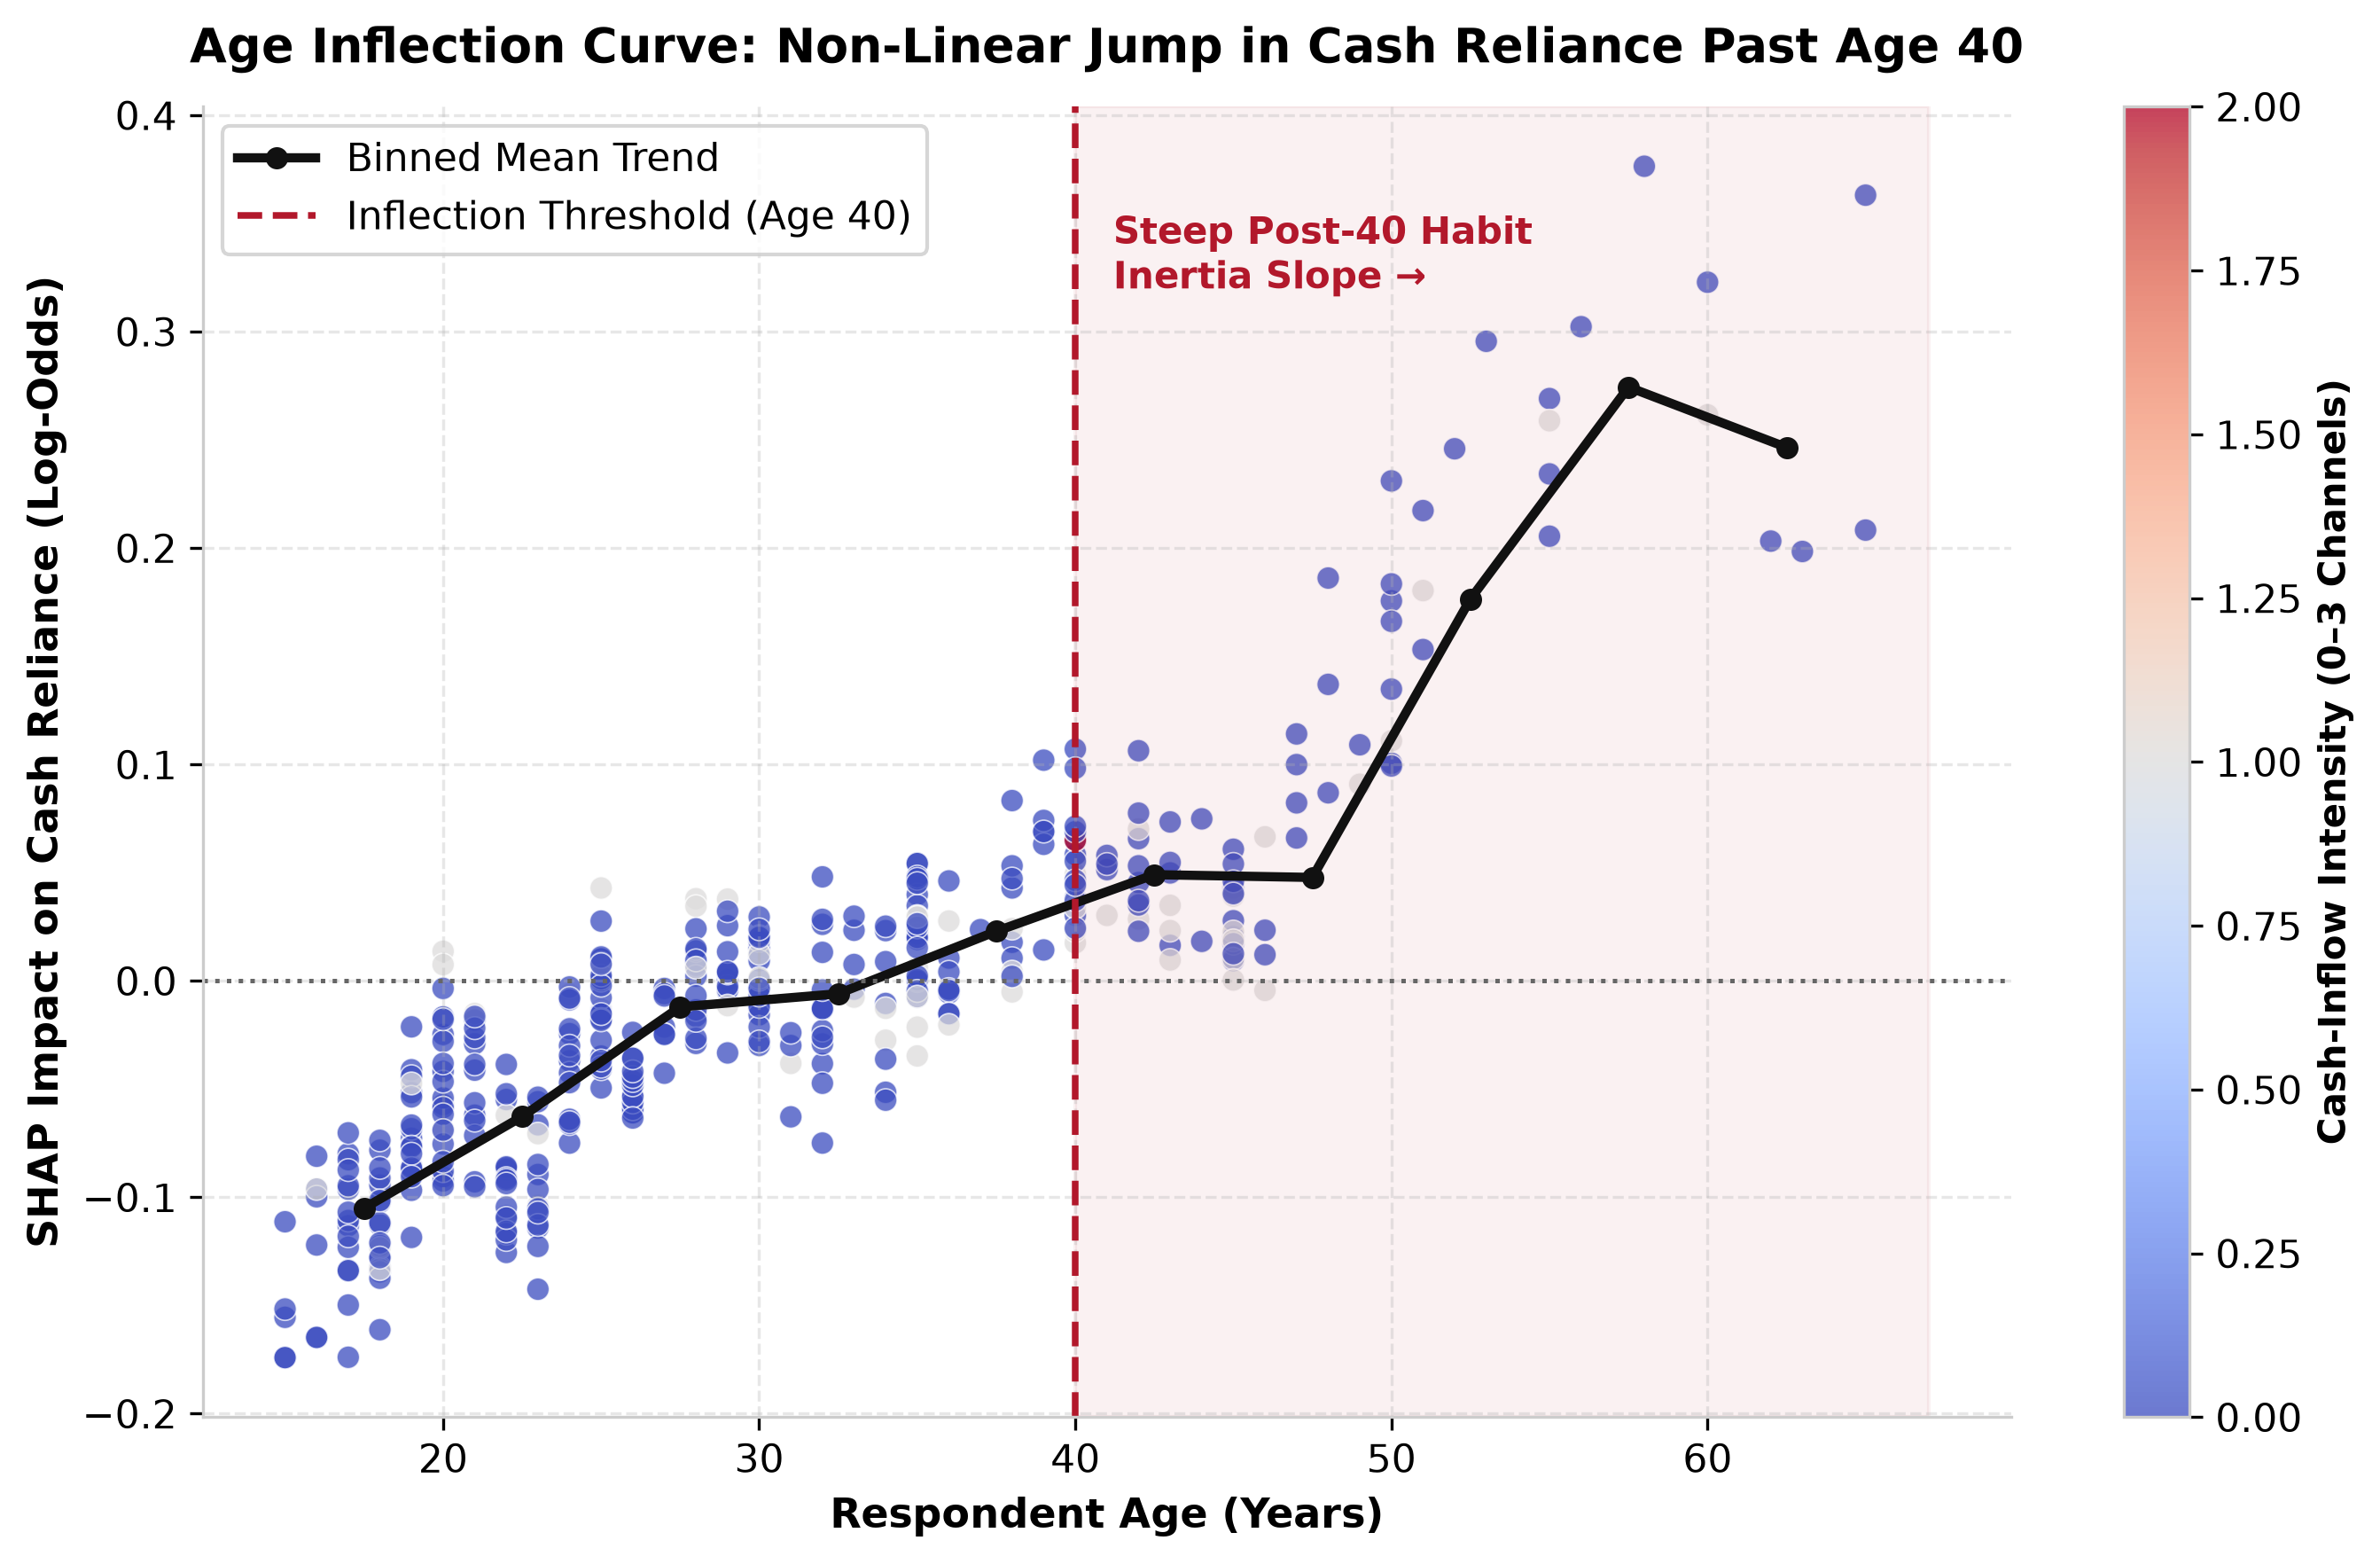 Age Inflection Curve: Non-Linear Jump in Cash Reliance Past Age 40
Binned Mean Trend
Inflection Threshold (Age 40)
Steep Post-40 Habit
Inertia Slope →
SHAP Impact on Cash Reliance (Log-Odds)
0.4
0.3
0.2
0.1
0.0
−0.1
−0.2
20
30
40
50
60
Respondent Age (Years)
2.00
1.75
1.50
1.25
1.00
0.75
0.50
0.25
0.00
Cash-Inflow Intensity (0–3 Channels)